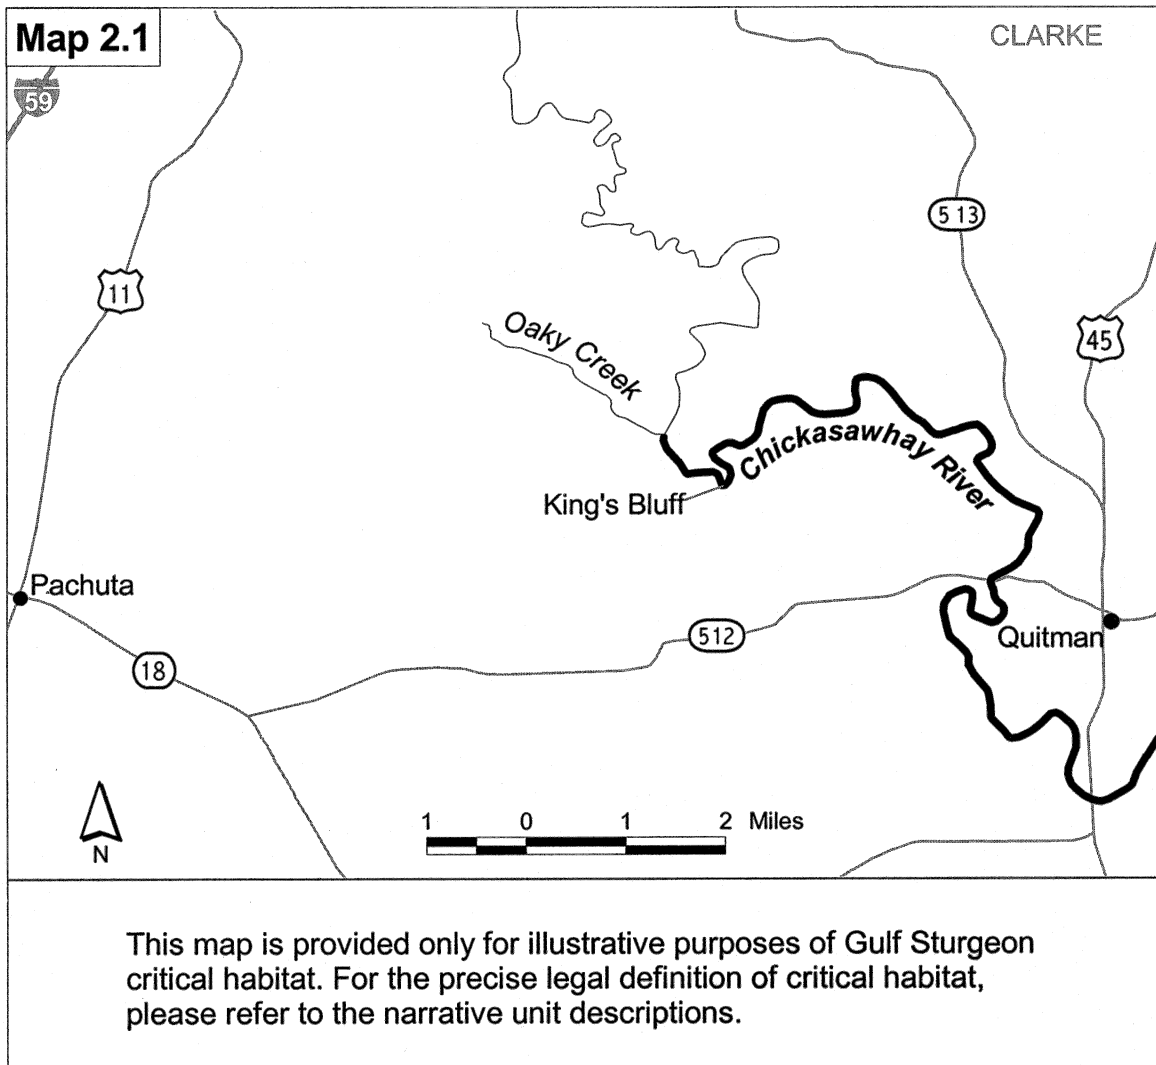 Map 2.1
CLARKE
59
5 13
11
45
Oaky Creek
Chickasawhay River
King's Bluff
Pachuta
512
Quitman
18
1 0 1 2 Miles
N
This map is provided only for illustrative purposes of Gulf Sturgeon
critical habitat. For the precise legal definition of critical habitat,
please refer to the narrative unit descriptions.